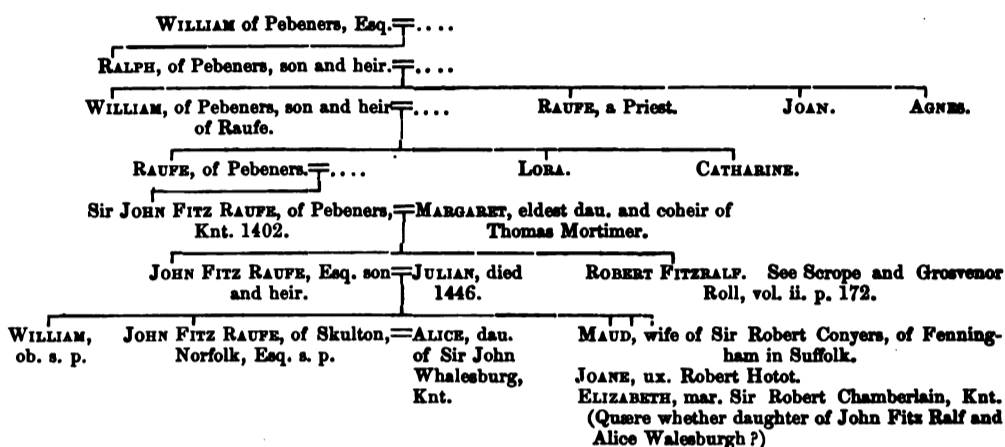 WILLIAM of Pebeners, Esq. ....
RALPH, of Pebeners, son and heir. ....
WILLIAM, of Pebeners, son and heir .... RAUFE, a Priest. JOAN. AGNES.
of Raufe.
RAUFE, of Pebeners. .... LORA. CATHARINE.
Sir JOHN FITZ RAUFE, of Pebeners, MARGARET, eldest dau. and coheir of
Knt. 1402. Thomas Mortimer.
JOHN FITZ RAUFE, Esq. son JULIAN, died ROBERT FITZRALF. See Scrope and Grosvenor
and heir. 1446. Roll, vol. ii. p. 172.
WILLIAM, JOHN FITZ RAUFE, of Skulton, ALICE, dau. MAUD, wife of Sir Robert Conyers, of Fenning-
ob. s. p. Norfolk, Esq. s. p. of Sir John ham in Suffolk.
Whalesburg, JOANE, ux. Robert Hotot.
Knt. ELIZABETH, mar. Sir Robert Chamberlain, Knt.
(Quære whether daughter of John Fitz Ralf and
Alice Walesburgh?)